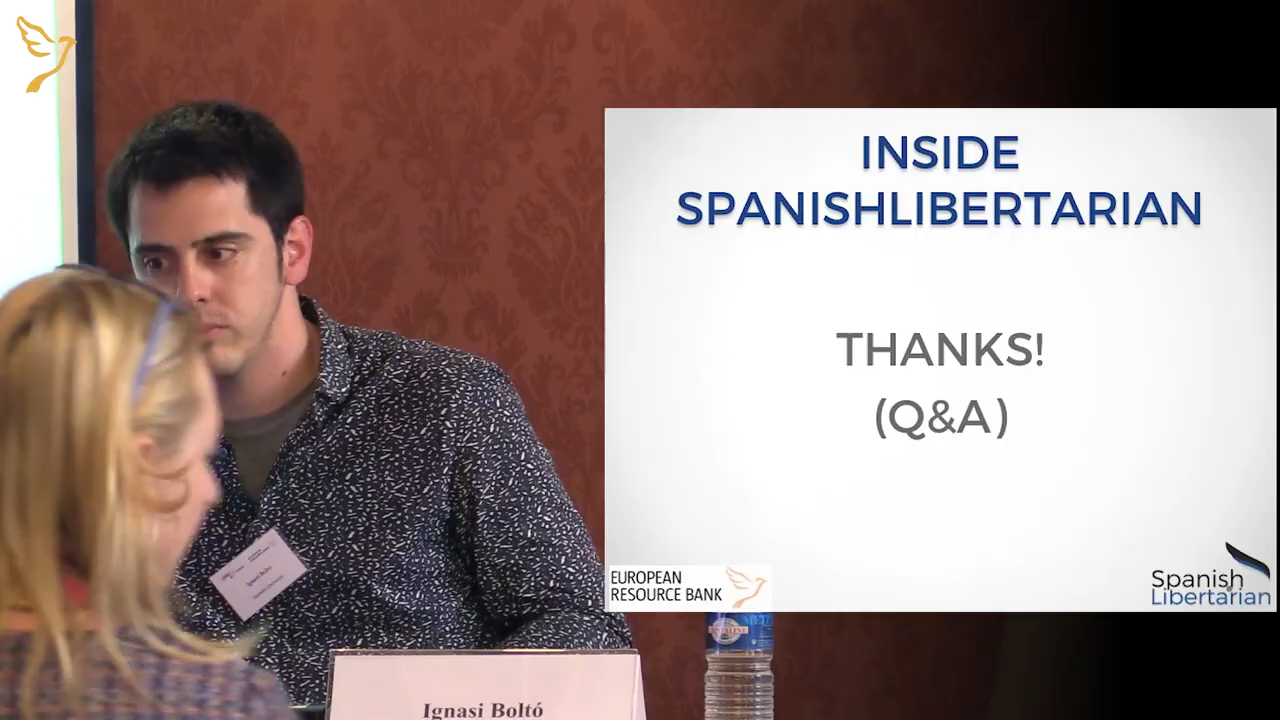 INSIDE
SPANISHLIBERTARIAN
THANKS!
(Q&A)
EUROPEAN
RESOURCE BANK
Spanish
Libertarian
Ignasi Boltó